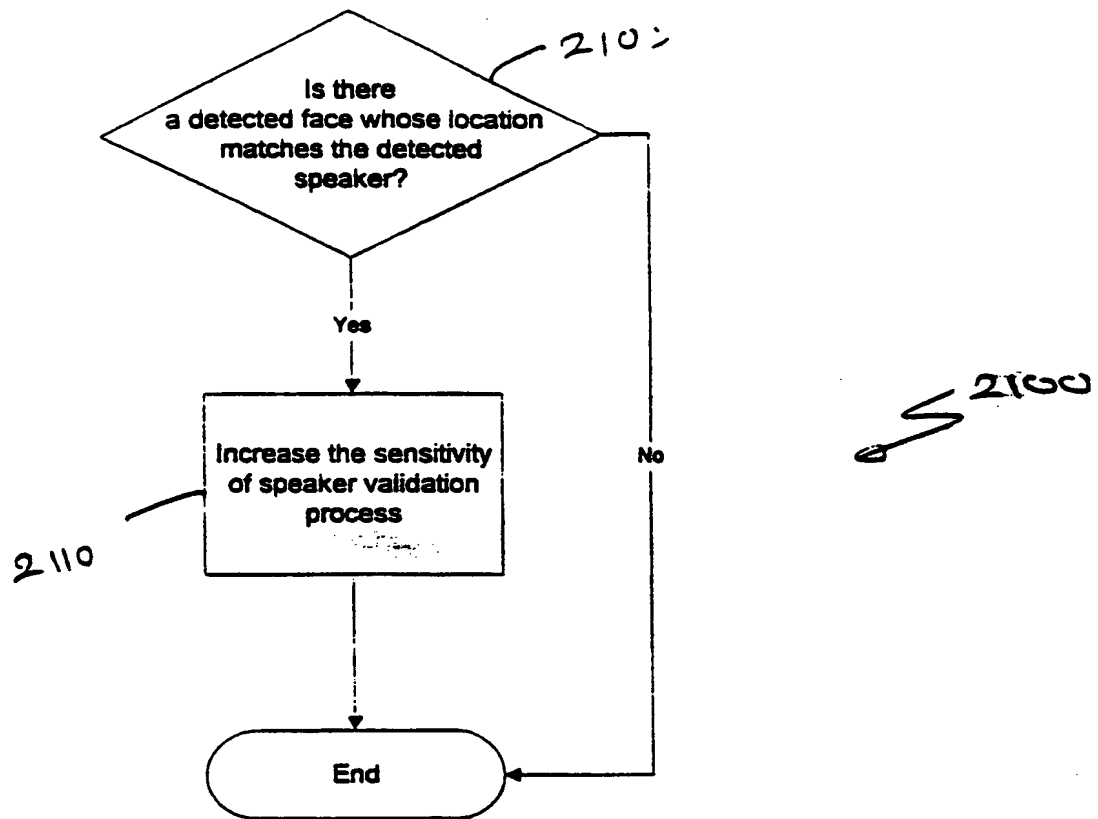 210:
Is there
a detected face whose location
matches the detected
speaker?
Yes
2100
Increase the sensitivity
of speaker validation
process
No
2110
End